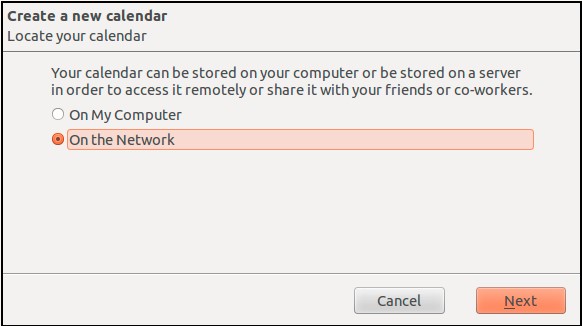 Create a new calendar
Locate your calendar
Your calendar can be stored on your computer or be stored on a server
in order to access it remotely or share it with your friends or co-workers.
On My Computer
On the Network
Cancel
Next